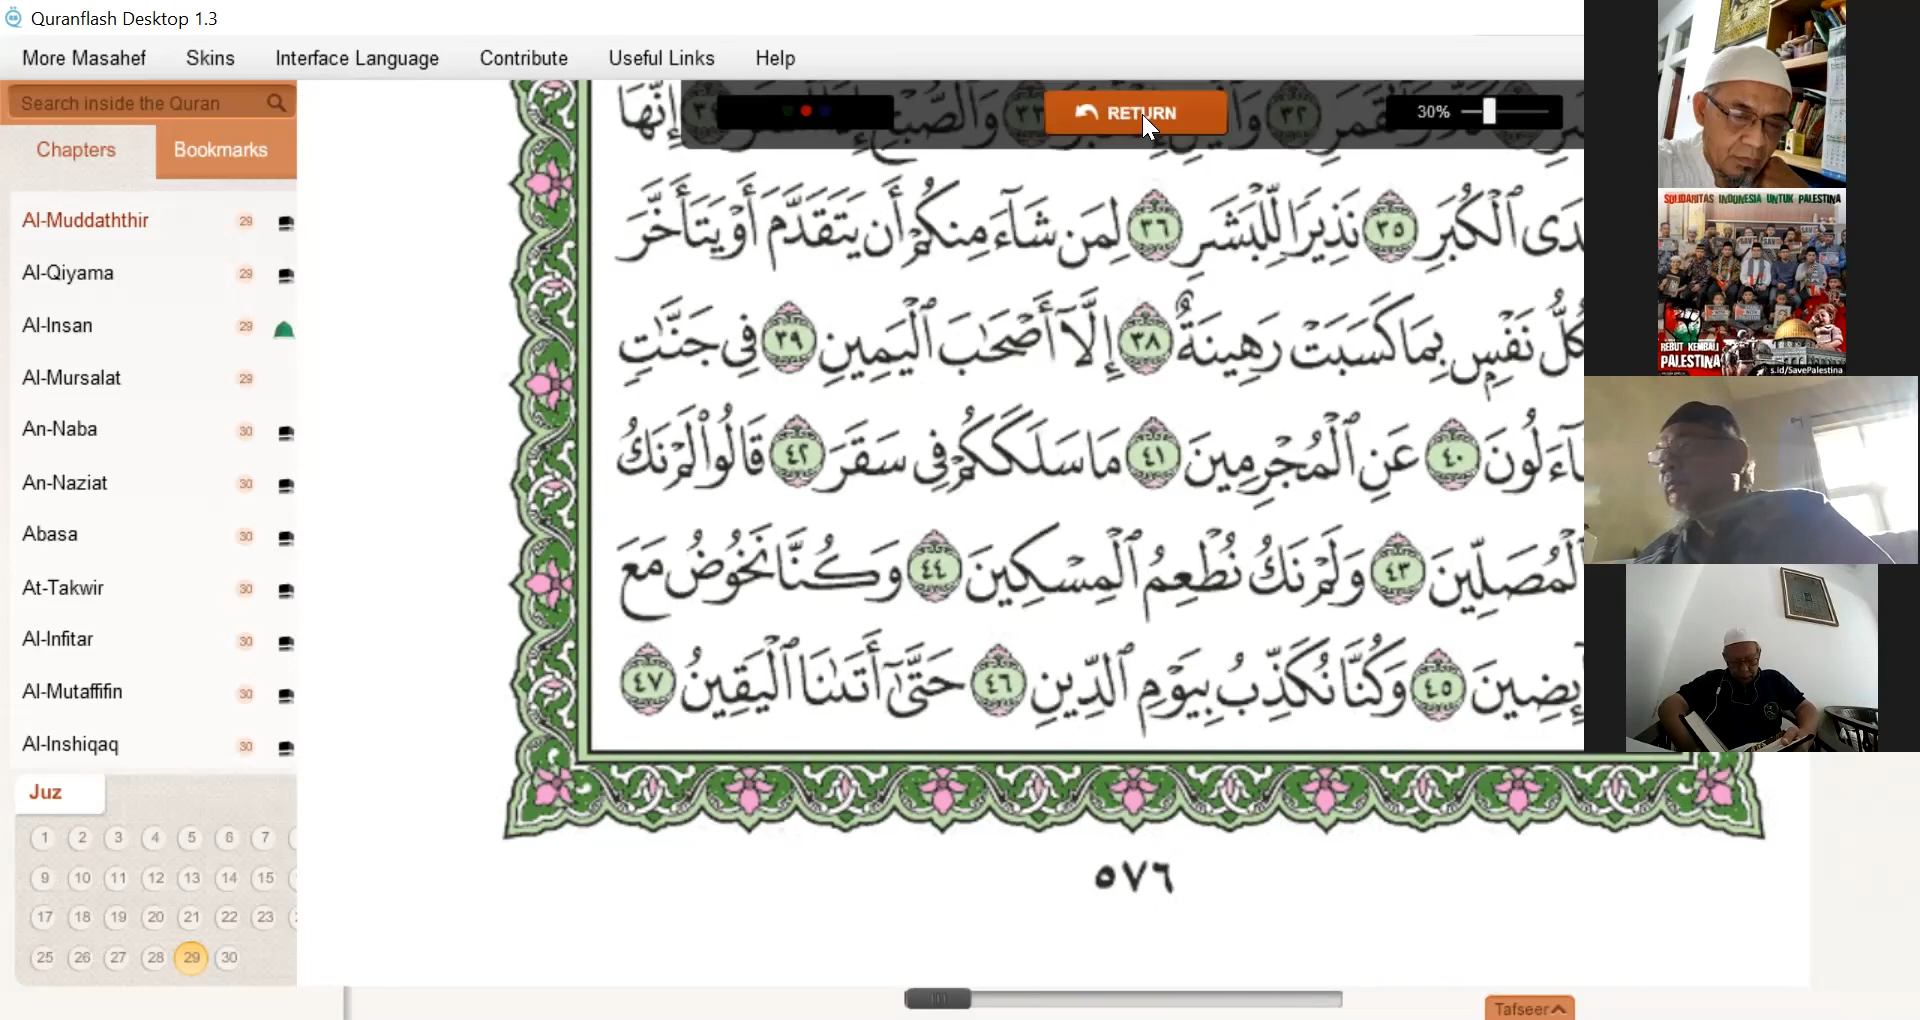 Quranflash Desktop 1.3
More Masahef Skins Interface Language Contribute Useful Links Help
Search inside the Quran
Chapters Bookmarks
Al-Muddaththir 29
Al-Qiyama 29
Al-Insan 29
Al-Mursalat 29
An-Naba 30
An-Naziat 30
Abasa 30
At-Takwir 30
Al-Infitar 30
Al-Mutaffifin 30
Al-Inshiqaq 30
Juz
1 2 3 4 5 6 7
9 10 11 12 13 14 15
17 18 19 20 21 22 23
25 26 27 28 29 30
RETURN
30%
إِنَّهَا
ٱلْكُبَرِ ٣٥ نَذِيرًا لِّلْبَشَرِ ٣٦ لِمَن شَآءَ مِنكُمْ أَن يَتَقَدَّمَ أَوْ يَتَأَخَّرَ
كُلُّ نَفْسٍۭ بِمَا كَسَبَتْ رَهِينَةٌ ٣٨ إِلَّآ أَصْحَٰبَ ٱلْيَمِينِ ٣٩ فِى جَنَّٰتٍ
٤٠ عَنِ ٱلْمُجْرِمِينَ ٤١ مَا سَلَكَكُمْ فِى سَقَرَ ٤٢ قَالُوا۟ لَمْ نَكُ
ٱلْمُصَلِّينَ ٤٣ وَلَمْ نَكُ نُطْعِمُ ٱلْمِسْكِينَ ٤٤ وَكُنَّا نَخُوضُ مَعَ
٤٥ وَكُنَّا نُكَذِّبُ بِيَوْمِ ٱلدِّينِ ٤٦ حَتَّىٰٓ أَتَىٰنَا ٱلْيَقِينُ ٤٧
٥٧٦
Tafseer
SOLIDARITAS INDONESIA UNTUK PALESTINA
REBUT KEMBALI
PALESTINA
s.id/SavePalestina